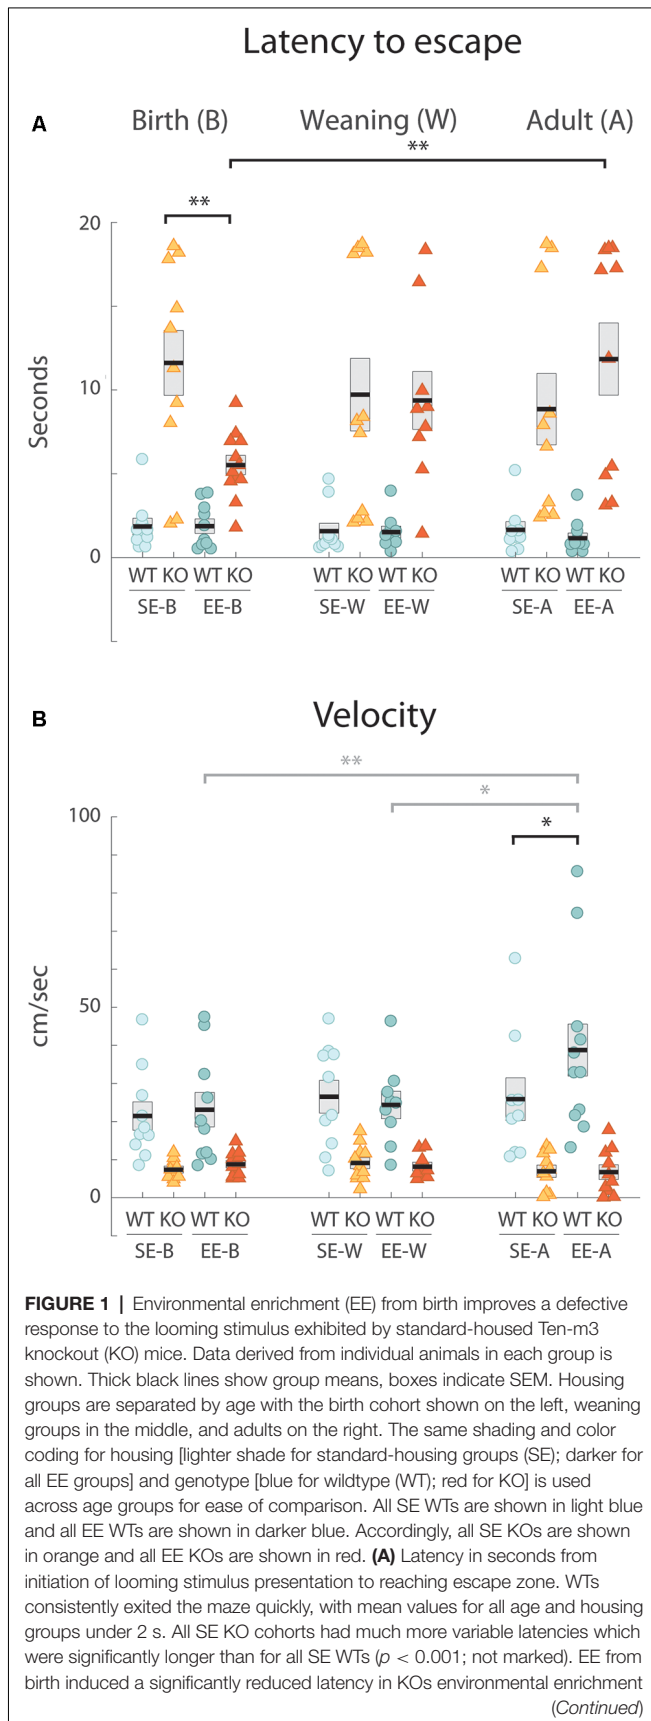 Latency to escape
A
Birth (B) Weaning (W) Adult (A)
**
**
20
10
0
Seconds
WT KO WT KO WT KO WT KO WT KO WT KO
SE-B EE-B SE-W EE-W SE-A EE-A
B
Velocity
**
*
*
100
50
0
cm/sec
WT KO WT KO WT KO WT KO WT KO WT KO
SE-B EE-B SE-W EE-W SE-A EE-A
FIGURE 1 | Environmental enrichment (EE) from birth improves a defective
response to the looming stimulus exhibited by standard-housed Ten-m3
knockout (KO) mice. Data derived from individual animals in each group is
shown. Thick black lines show group means, boxes indicate SEM. Housing
groups are separated by age with the birth cohort shown on the left, weaning
groups in the middle, and adults on the right. The same shading and color
coding for housing [lighter shade for standard-housing groups (SE); darker for
all EE groups] and genotype [blue for wildtype (WT); red for KO] is used
across age groups for ease of comparison. All SE WTs are shown in light blue
and all EE WTs are shown in darker blue. Accordingly, all SE KOs are shown
in orange and all EE KOs are shown in red. (A) Latency in seconds from
initiation of looming stimulus presentation to reaching escape zone. WTs
consistently exited the maze quickly, with mean values for all age and housing
groups under 2 s. All SE KO cohorts had much more variable latencies which
were significantly longer than for all SE WTs (p < 0.001; not marked). EE from
birth induced a significantly reduced latency in KOs environmental enrichment
(Continued)